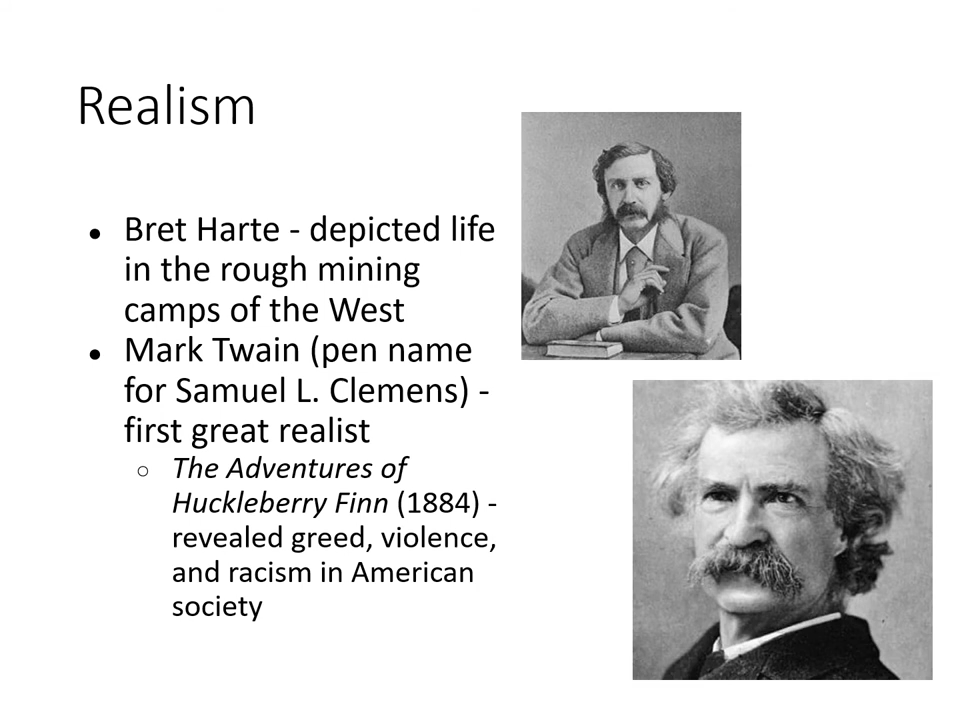 Realism
● Bret Harte - depicted life
in the rough mining
camps of the West
● Mark Twain (pen name
for Samuel L. Clemens) -
first great realist
○ The Adventures of
Huckleberry Finn (1884) -
revealed greed, violence,
and racism in American
society